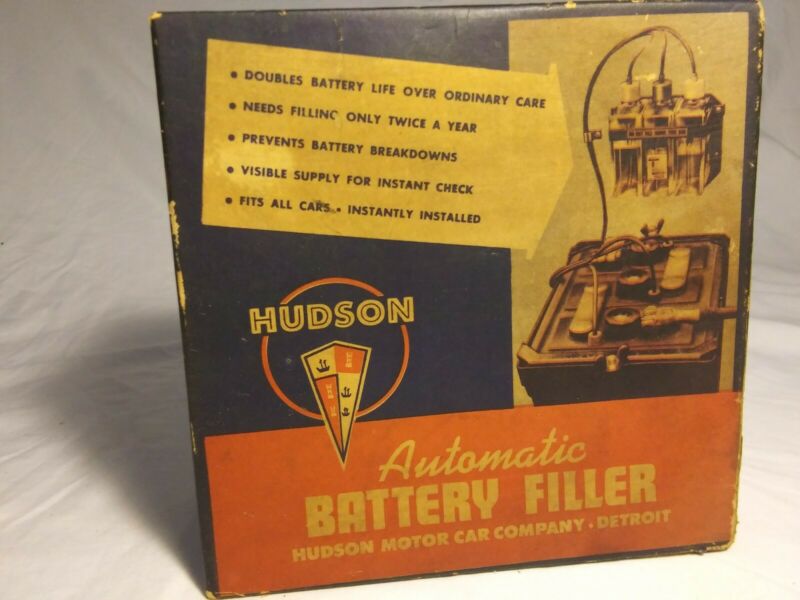 • DOUBLES BATTERY LIFE OVER ORDINARY CARE
• NEEDS FILLING ONLY TWICE A YEAR
• PREVENTS BATTERY BREAKDOWNS
• VISIBLE SUPPLY FOR INSTANT CHECK
• FITS ALL CARS • INSTANTLY INSTALLED
HUDSON
Automatic
BATTERY FILLER
HUDSON MOTOR CAR COMPANY • DETROIT